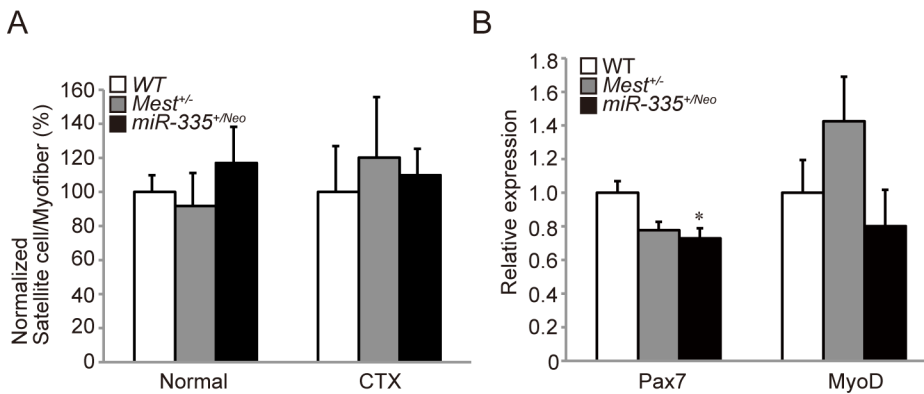 A
Normalized
Satellite cell/Myofiber (%)
160
140
120
100
80
60
40
20
0
WT
Mest+/-
miR-335+/Neo
Normal
CTX
B
Relative expression
1.8
1.6
1.4
1.2
1.0
0.8
0.6
0.4
0.2
0
WT
Mest+/-
miR-335+/Neo
*
Pax7
MyoD